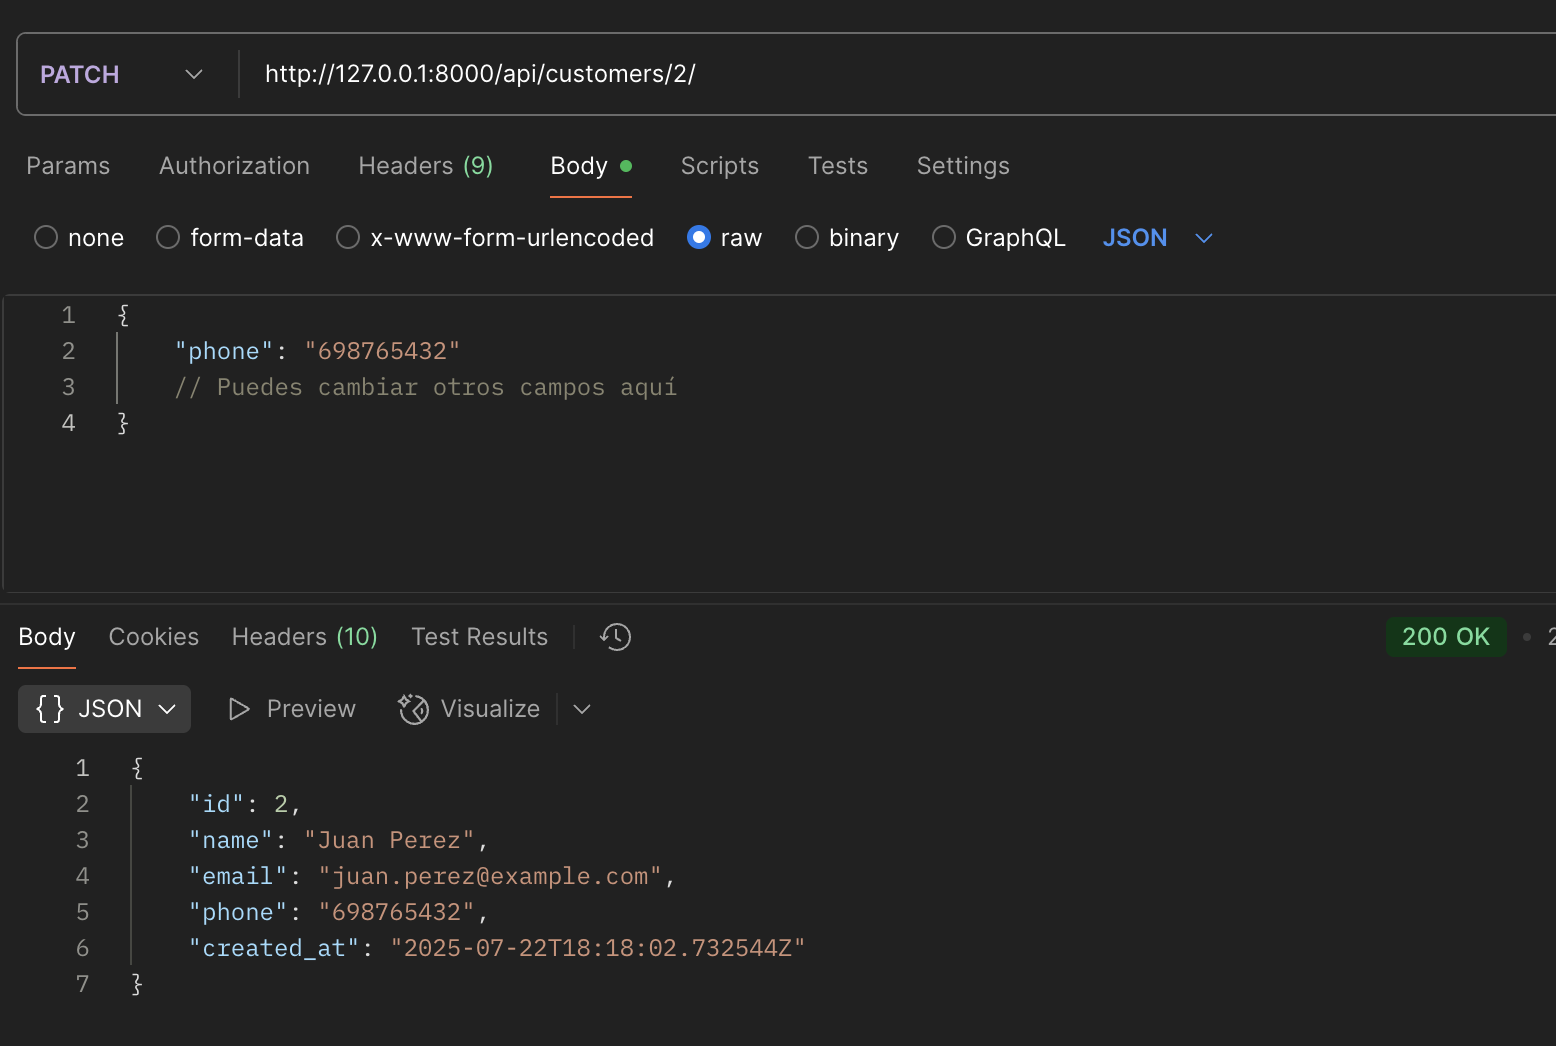 PATCH http://127.0.0.1:8000/api/customers/2/
Params Authorization Headers (9) Body Scripts Tests Settings
none form-data x-www-form-urlencoded raw binary GraphQL JSON
1 {
2 "phone": "698765432"
3 // Puedes cambiar otros campos aquí
4 }
Body Cookies Headers (10) Test Results 200 OK
{} JSON Preview Visualize
1 {
2 "id": 2,
3 "name": "Juan Perez",
4 "email": "juan.perez@example.com",
5 "phone": "698765432",
6 "created_at": "2025-07-22T18:18:02.732544Z"
7 }